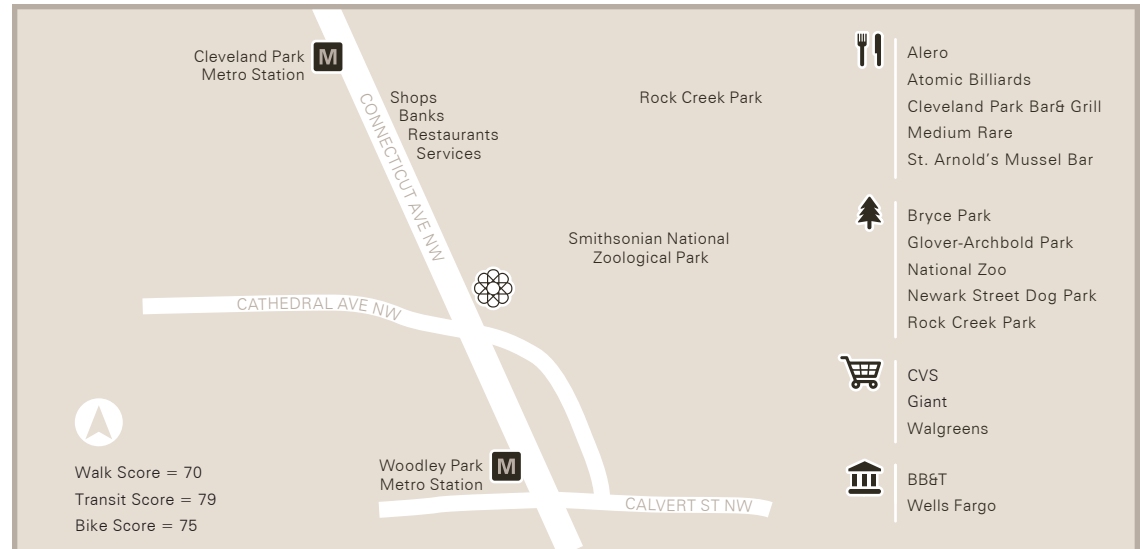 Cleveland Park
Metro Station
M
CONNECTICUT AVE NW
Shops
Banks
Restaurants
Services
Rock Creek Park
Smithsonian National
Zoological Park
CATHEDRAL AVE NW
Woodley Park
Metro Station
M
CALVERT ST NW
Walk Score = 70
Transit Score = 79
Bike Score = 75
Alero
Atomic Billiards
Cleveland Park Bar& Grill
Medium Rare
St. Arnold's Mussel Bar
Bryce Park
Glover-Archbold Park
National Zoo
Newark Street Dog Park
Rock Creek Park
CVS
Giant
Walgreens
BB&T
Wells Fargo